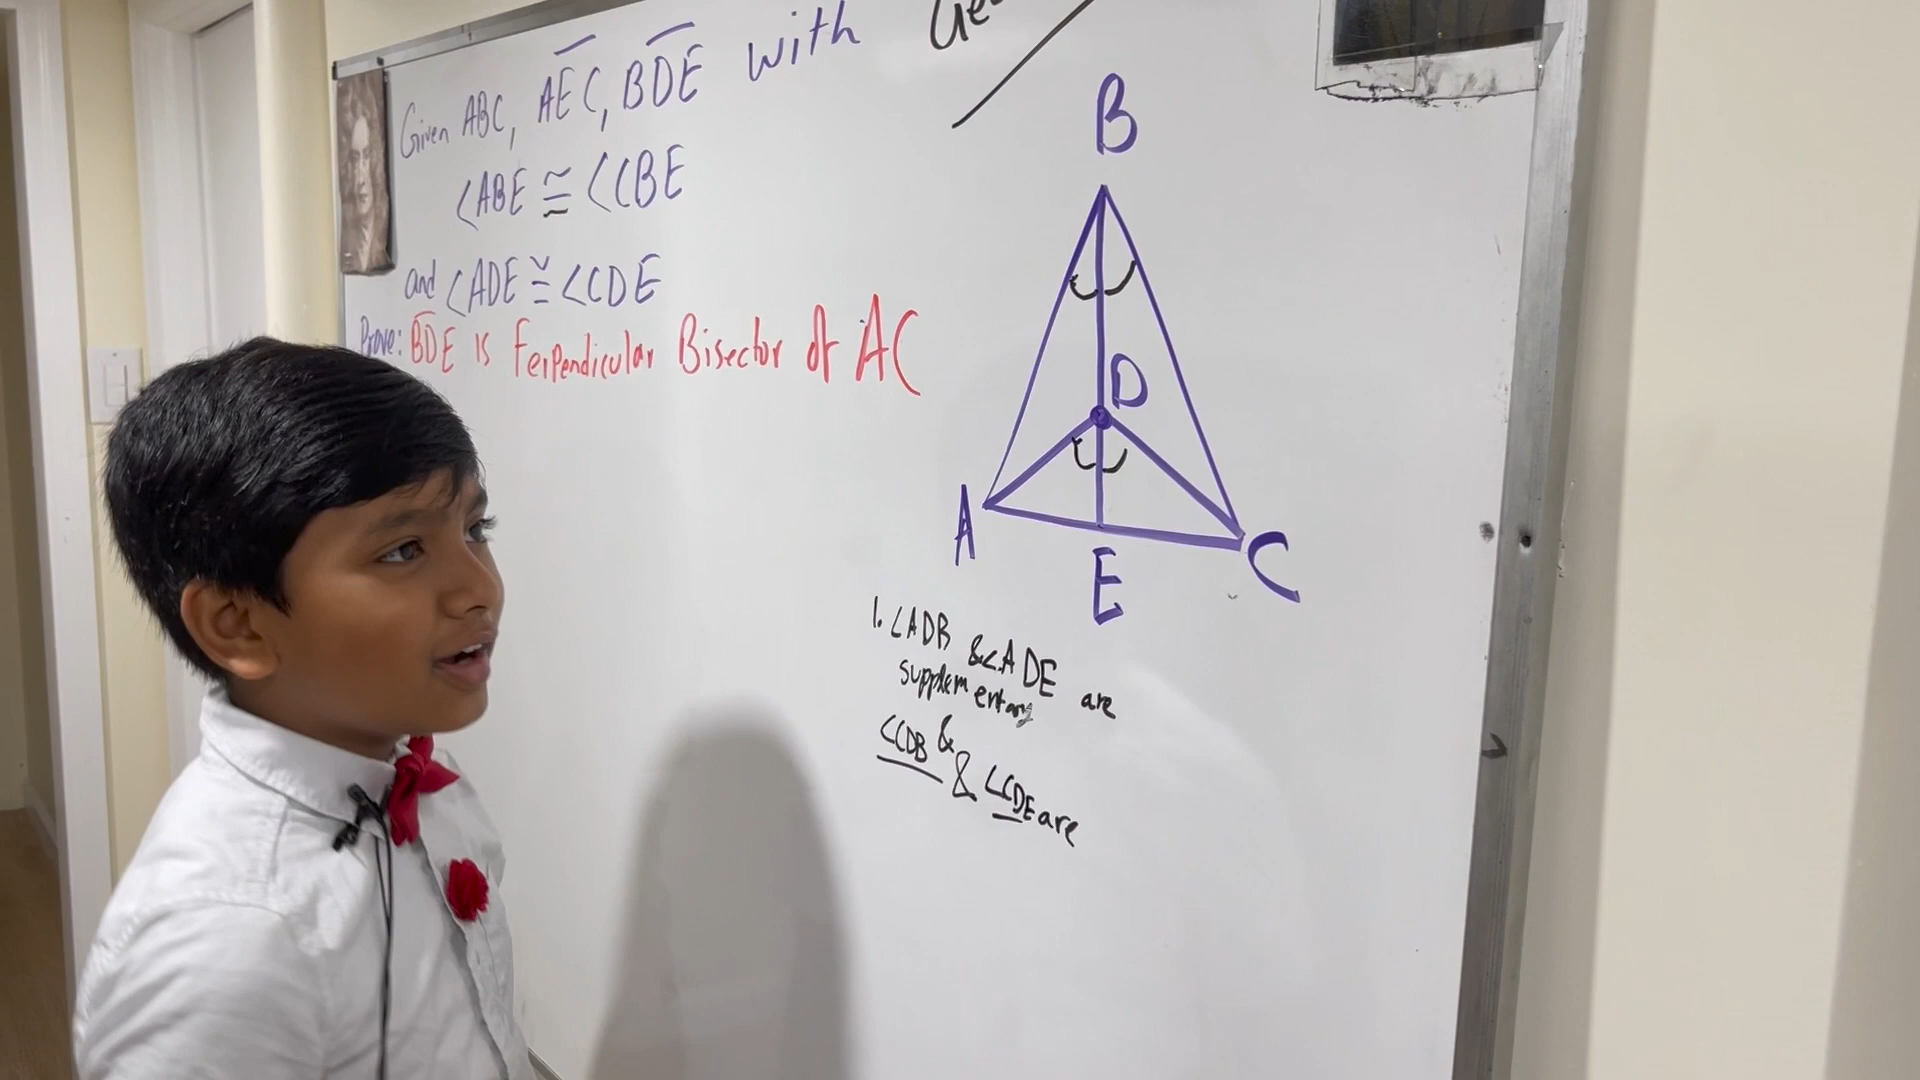 Given ABC, AEC, BDE with
∠ABE ≅ ∠CBE
and ∠ADE ≅ ∠CDE
Prove: BDE is Ferpendicular Bisector of AC
B
D
A
E
C
1. ∠ADB & ∠ADE are
supplementary
∠CDB &
& ∠CDE are